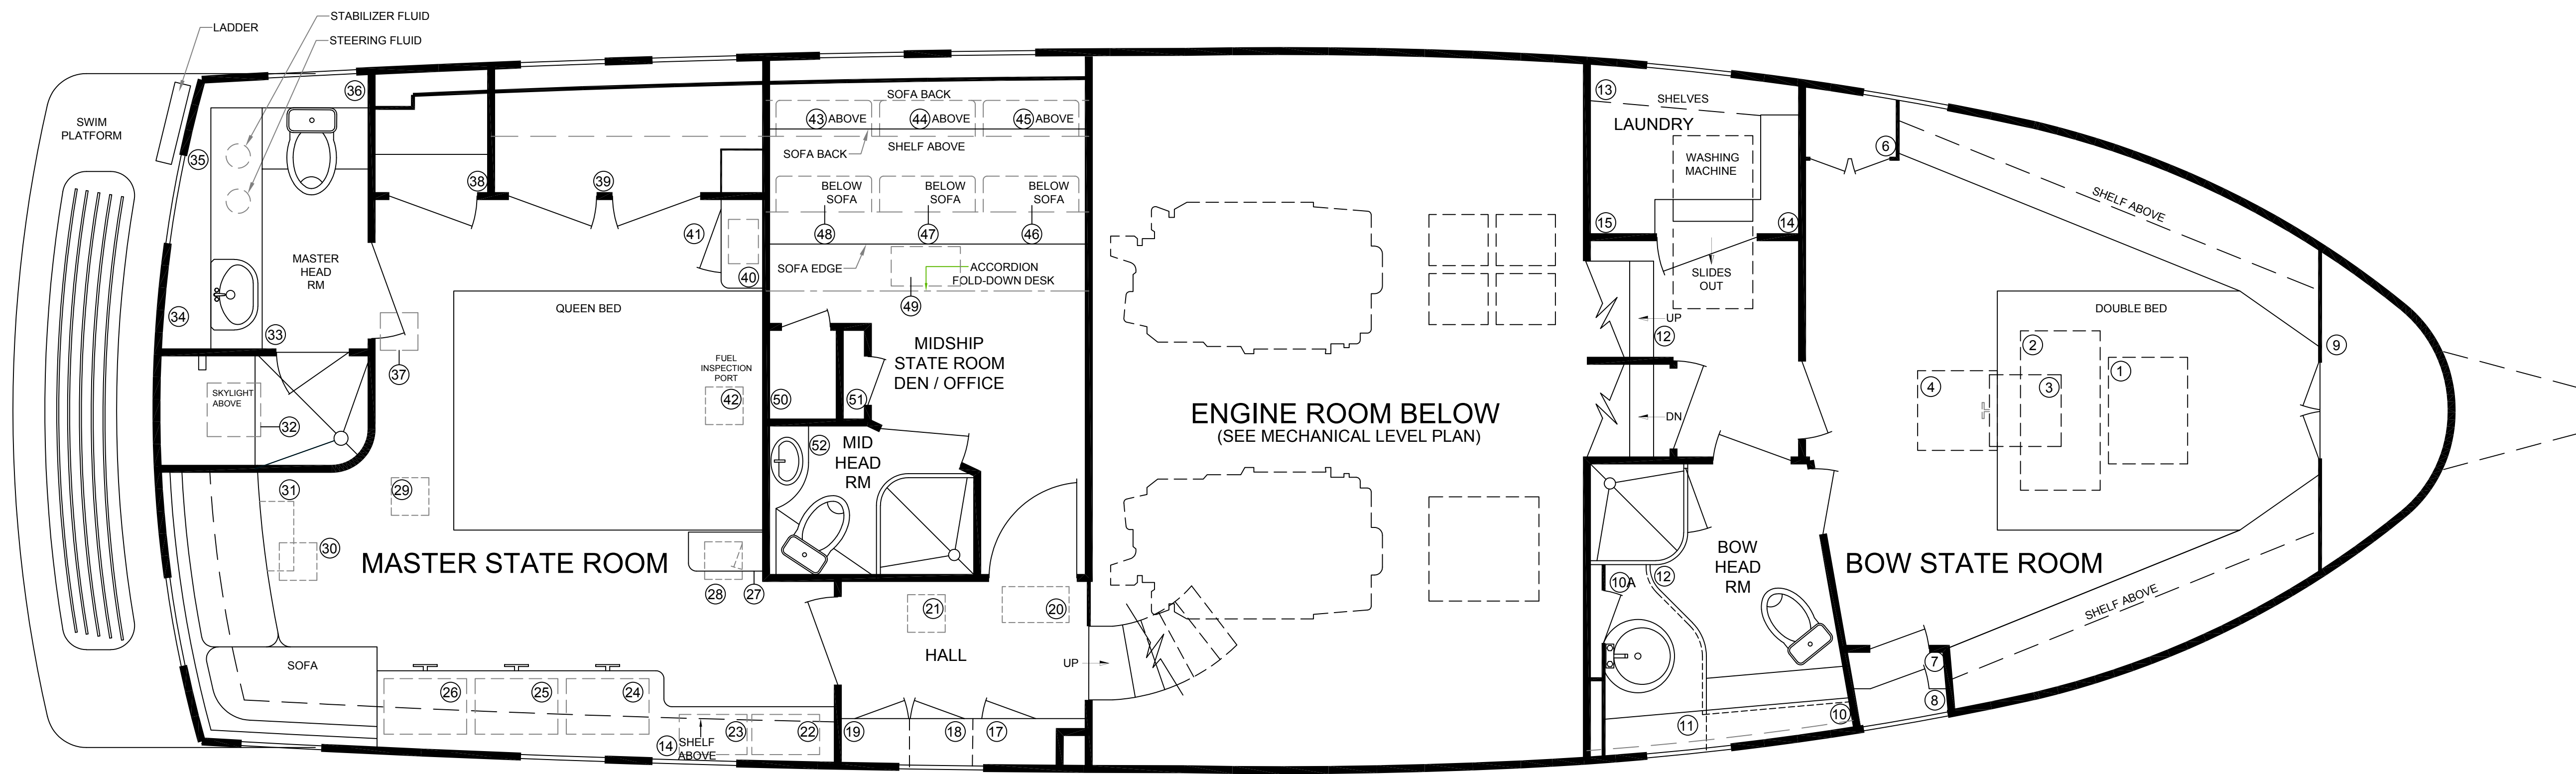 LADDER
STABILIZER FLUID
STEERING FLUID
SWIM
PLATFORM
36
35
34
33
MASTER
HEAD
RM
37
38
39
41
40
SKYLIGHT
ABOVE
32
31
30
29
QUEEN BED
FUEL
INSPECTION
PORT
42
MASTER STATE ROOM
28
27
SOFA
26
25
24
14
SHELF
ABOVE
23
22
SOFA BACK
43 ABOVE
44 ABOVE
45 ABOVE
SOFA BACK
SHELF ABOVE
BELOW
SOFA
BELOW
SOFA
BELOW
SOFA
48
47
46
SOFA EDGE
ACCORDION
FOLD-DOWN DESK
49
MIDSHIP
STATE ROOM
DEN / OFFICE
50
51
52
MID
HEAD
RM
21
20
HALL
UP
19
18
17
ENGINE ROOM BELOW
(SEE MECHANICAL LEVEL PLAN)
13
SHELVES
LAUNDRY
WASHING
MACHINE
15
14
SLIDES
OUT
UP
12
DN
10A
12
BOW
HEAD
RM
11
10
6
SHELF ABOVE
DOUBLE BED
2
1
3
4
9
BOW STATE ROOM
SHELF ABOVE
7
8